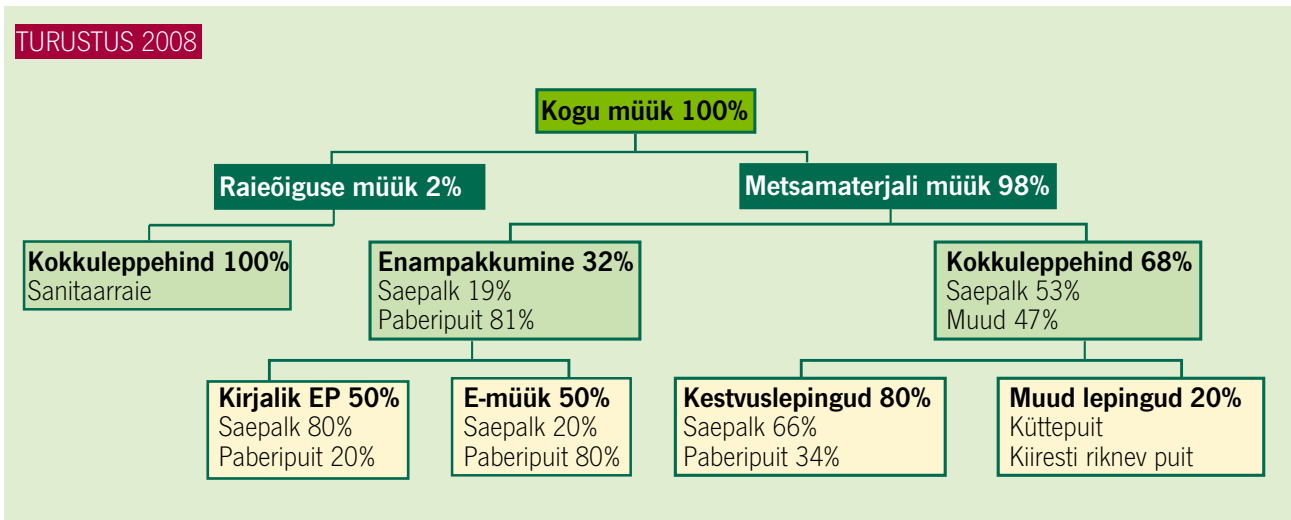 TURUSTUS 2008
Kogu müük 100%
Raieõiguse müük 2%
Metsamaterjali müük 98%
Kokkuleppehind 100%
Sanitaarraie
Enampakkumine 32%
Saepalk 19%
Paberipuit 81%
Kokkuleppehind 68%
Saepalk 53%
Muud 47%
Kirjalik EP 50%
Saepalk 80%
Paberipuit 20%
E-müük 50%
Saepalk 20%
Paberipuit 80%
Kestvuslepingud 80%
Saepalk 66%
Paberipuit 34%
Muud lepingud 20%
Küttepuit
Kiiresti riknev puit